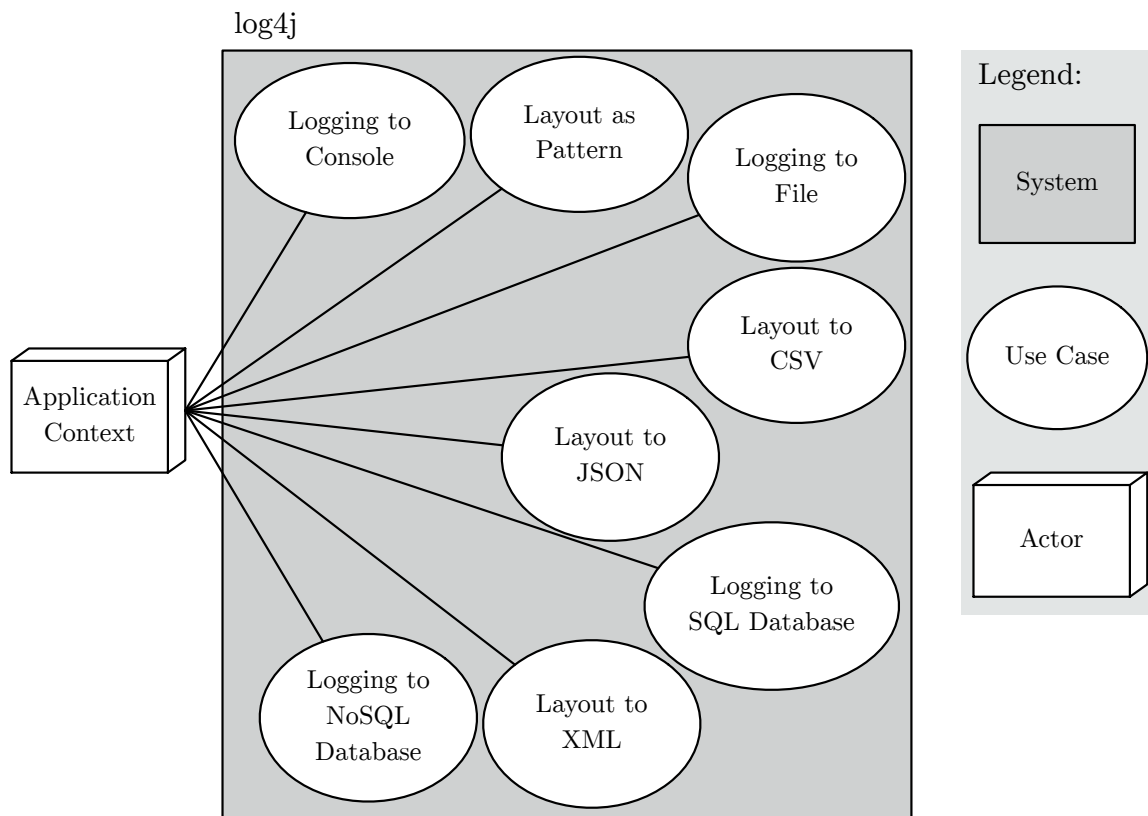 log4j
Logging to
Console
Layout as
Pattern
Logging to
File
Layout to
CSV
Application
Context
Layout to
JSON
Logging to
SQL Database
Logging to
NoSQL
Database
Layout to
XML
Legend:
System
Use Case
Actor